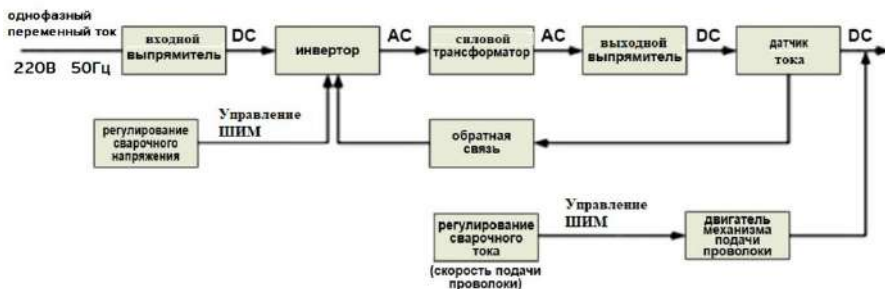 однофазный
переменный ток
220В 50Гц
входной
выпрямитель
DC
инвертор
AC
силовой
трансформатор
AC
выходной
выпрямитель
DC
датчик
тока
DC
регулирование
сварочного
напряжения
Управление
ШИМ
обратная
связь
регулирование
сварочного
тока
(скорость подачи
проволоки)
Управление
ШИМ
двигатель
механизма
подачи
проволоки